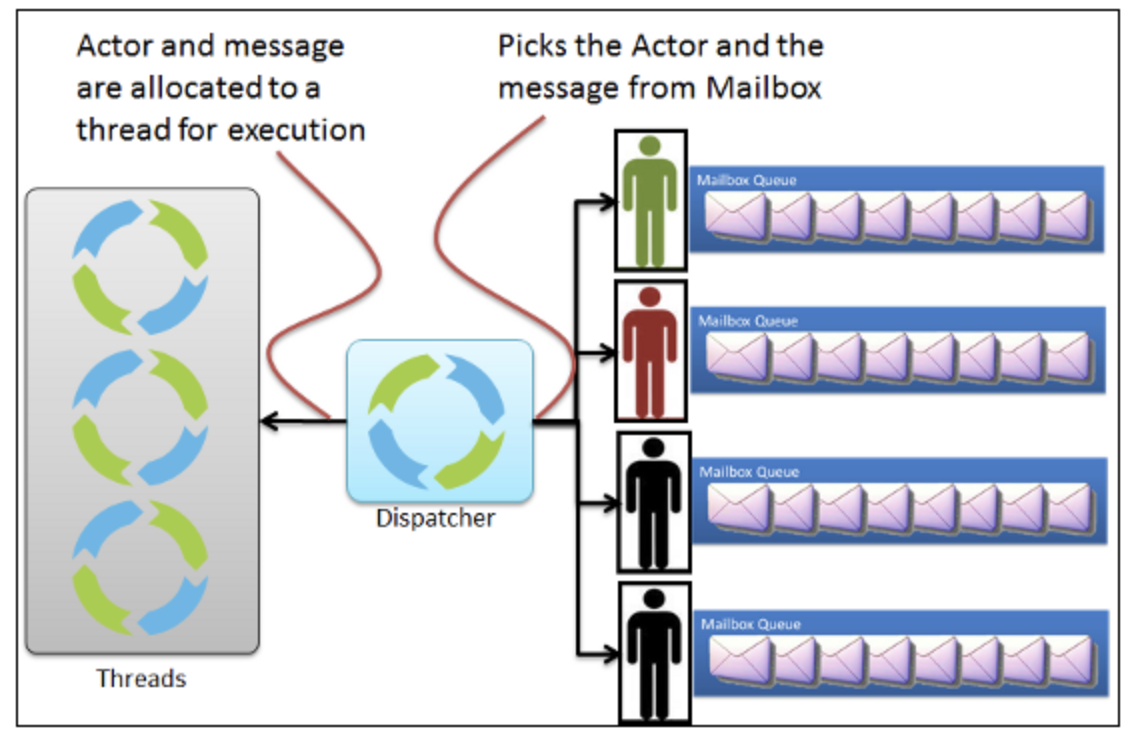 Actor and message
are allocated to a
thread for execution
Picks the Actor and the
message from Mailbox
Mailbox Queue
Mailbox Queue
Mailbox Queue
Mailbox Queue
Dispatcher
Threads